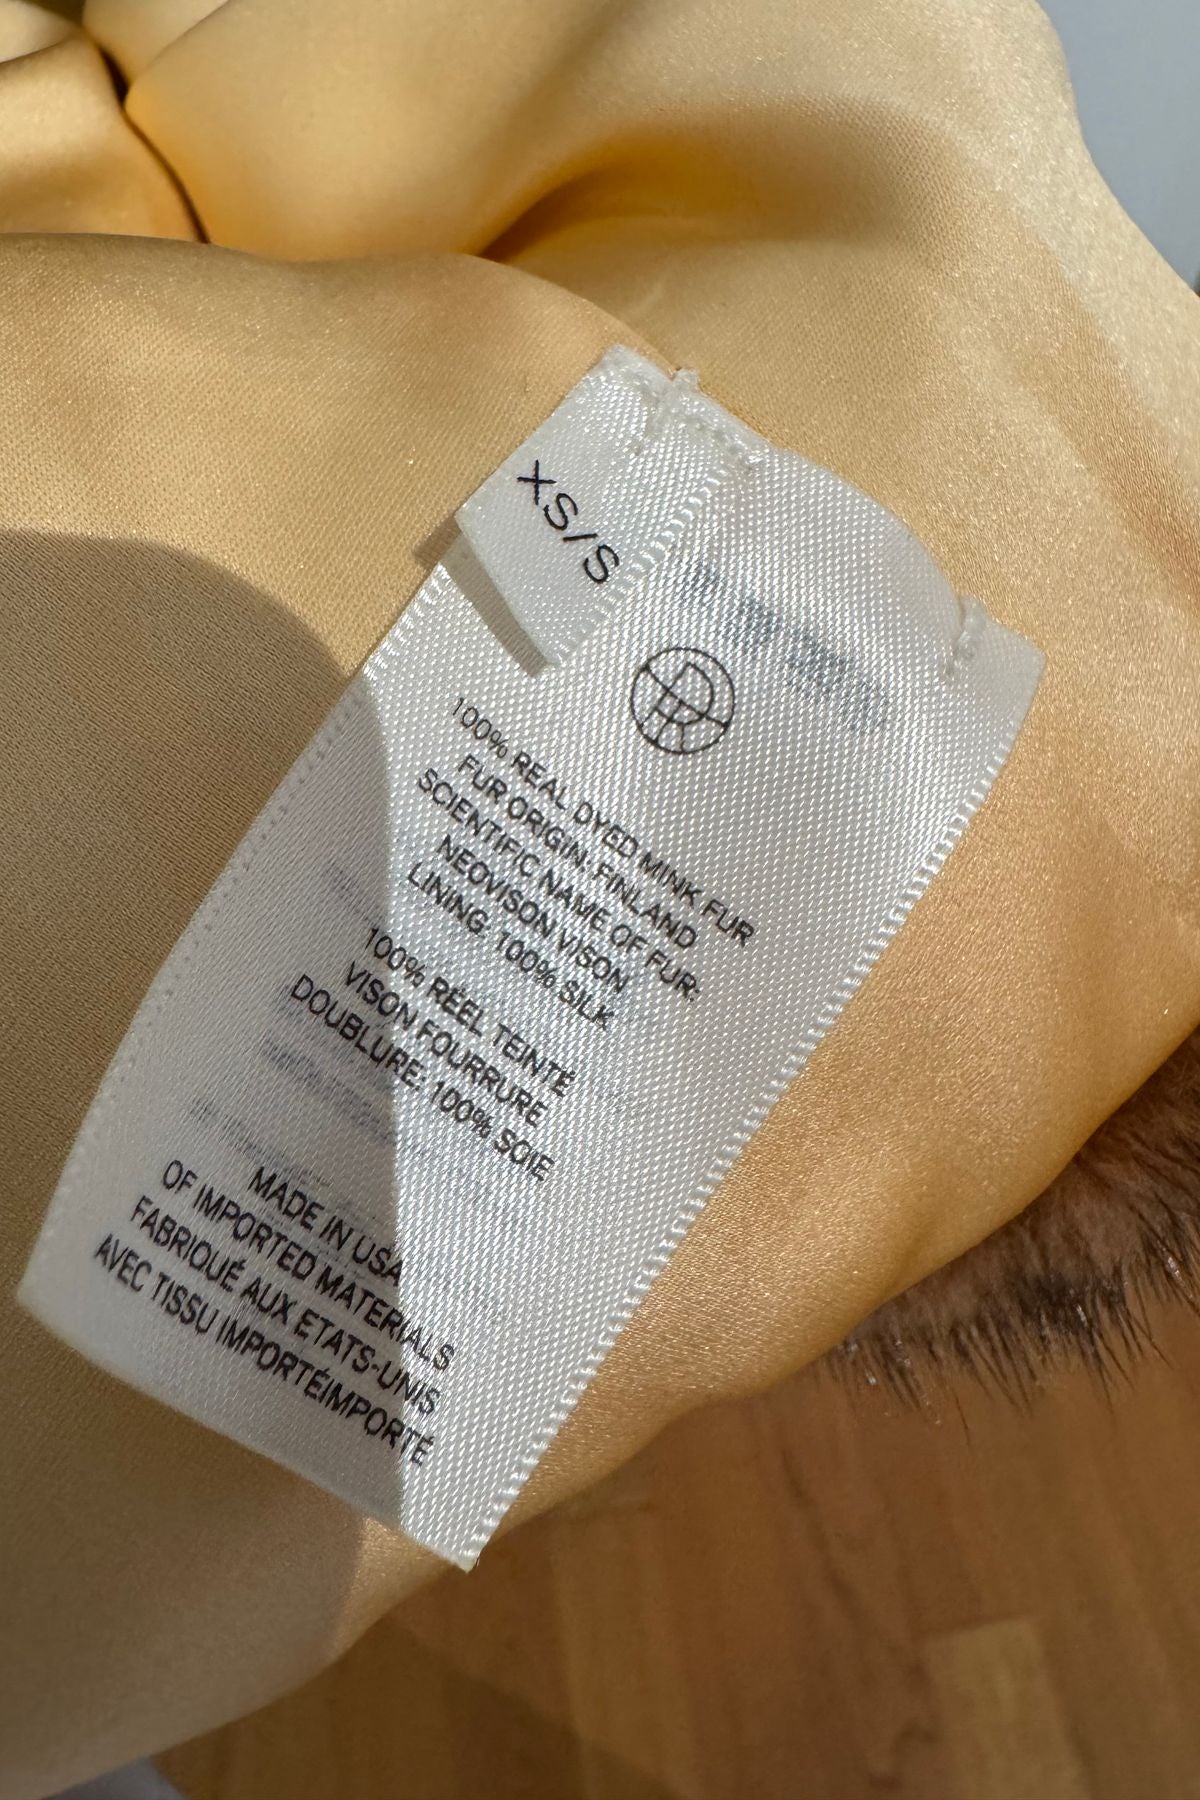 XS/S
100% REAL DYED MINK FUR
FUR ORIGIN: FINLAND
SCIENTIFIC NAME OF FUR:
NEOVISON VISON
LINING: 100% SILK
100% RÉEL TEINTÉ
VISON FOURRURE
DOUBLURE: 100% SOIE
MADE IN USA
OF IMPORTED MATERIALS
FABRIQUÉ AUX ETATS-UNIS
AVEC TISSU IMPORTÉIMPORTÉ